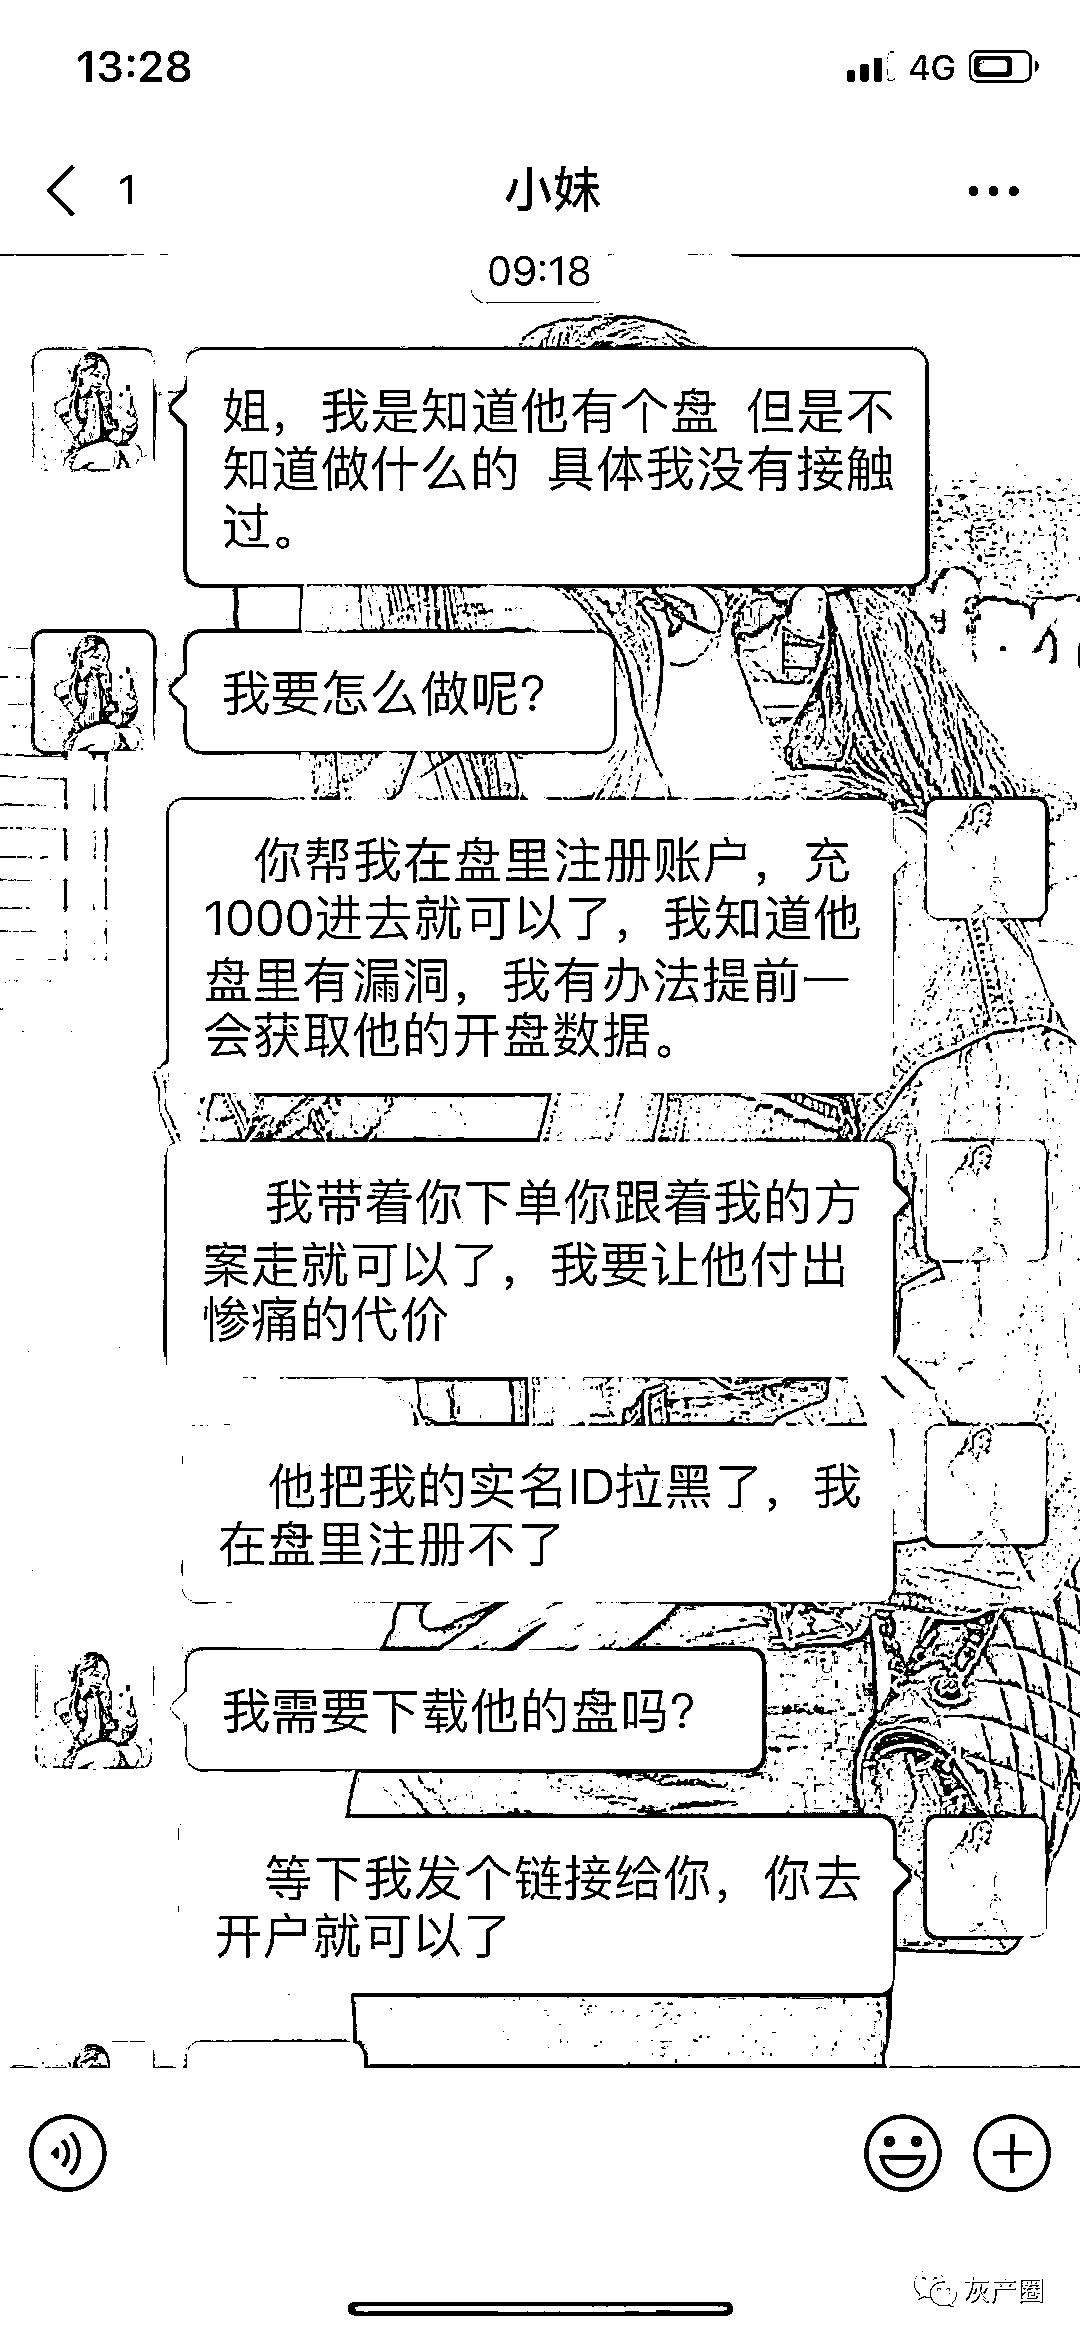 13:28
4G
1
小妹
09:18
姐，我是知道他有个盘 但是不
知道做什么的 具体我没有接触
过。
我要怎么做呢？
你帮我在盘里注册账户，充
1000进去就可以了，我知道他
盘里有漏洞，我有办法提前一
会获取他的开盘数据。
我带着你下单你跟着我的方
案走就可以了，我要让他付出
惨痛的代价
他把我的实名ID拉黑了，我
在盘里注册不了
我需要下载他的盘吗？
等下我发个链接给你，你去
开户就可以了
灰产圈